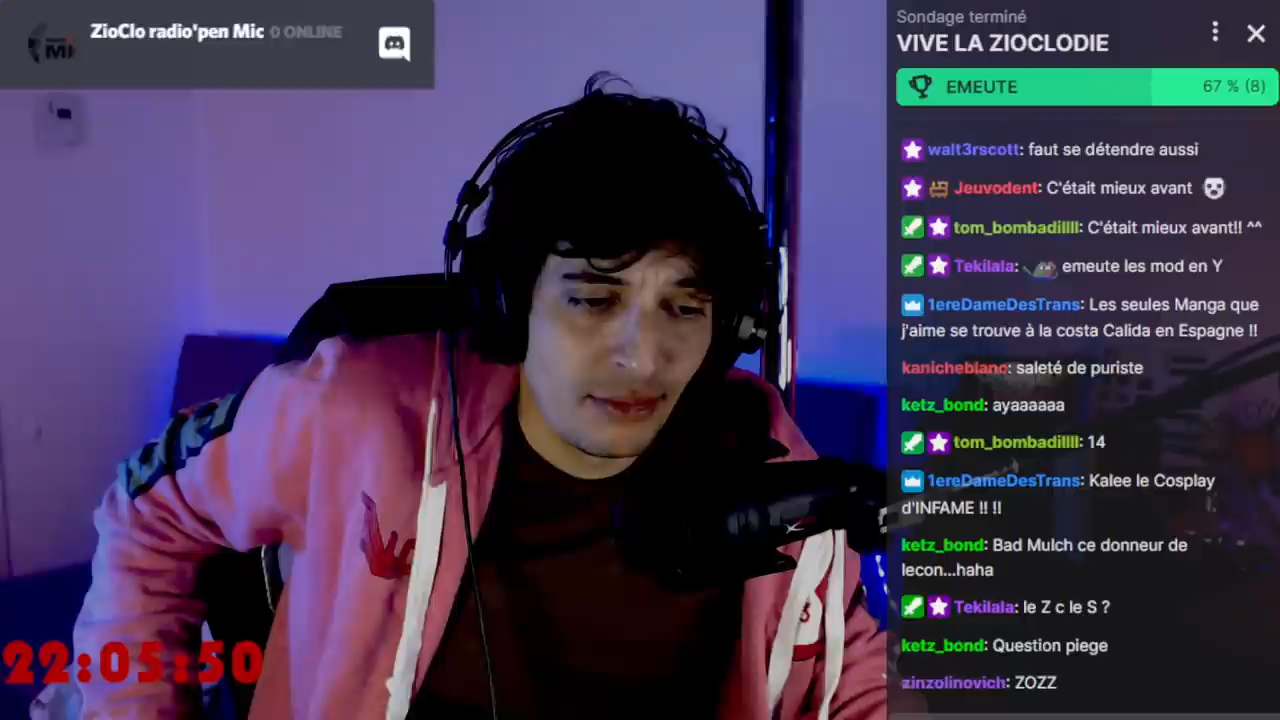 ZioClo radio'pen Mic 0 ONLINE
MI
Sondage terminé
VIVE LA ZIOCLODIE
EMEUTE 67 % (8)
walt3rscott: faut se détendre aussi
Jeuvodent: C'était mieux avant
tom_bombadillll: C'était mieux avant!! ^^
Tekilala: emeute les mod en Y
1ereDameDesTrans: Les seules Manga que
j'aime se trouve à la costa Calida en Espagne !!
kanicheblanc: saleté de puriste
ketz_bond: ayaaaaaa
tom_bombadillll: 14
1ereDameDesTrans: Kalee le Cosplay
d'INFAME !! !!
ketz_bond: Bad Mulch ce donneur de
lecon...haha
Tekilala: le Z c le S ?
ketz_bond: Question piege
zinzolinovich: ZOZZ
22:05:50